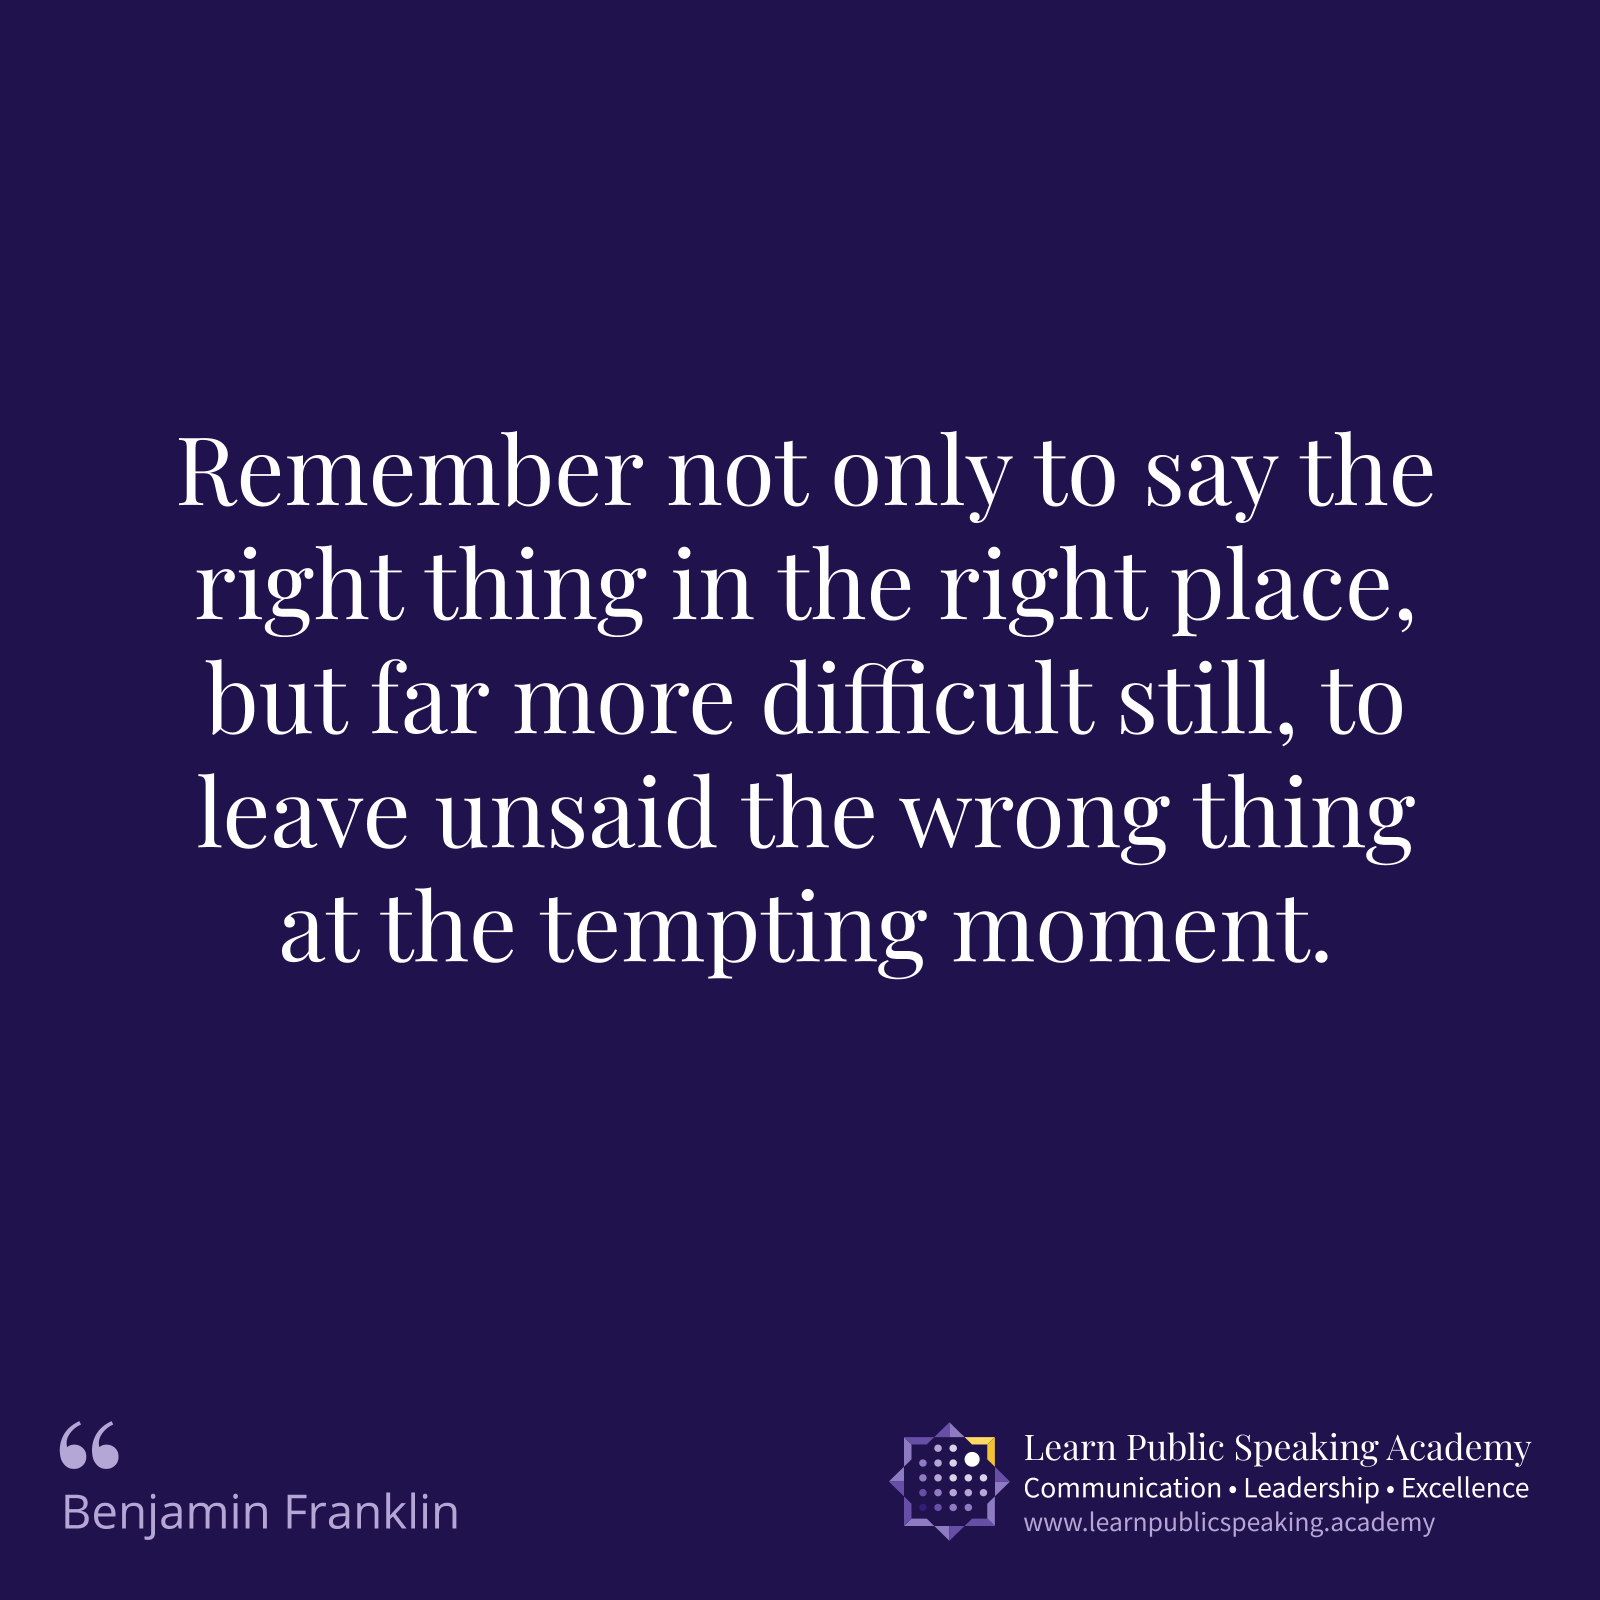 Remember not only to say the
right thing in the right place,
but far more difficult still, to
leave unsaid the wrong thing
at the tempting moment.
“
Benjamin Franklin
Learn Public Speaking Academy
Communication • Leadership • Excellence
www.learnpublicspeaking.academy